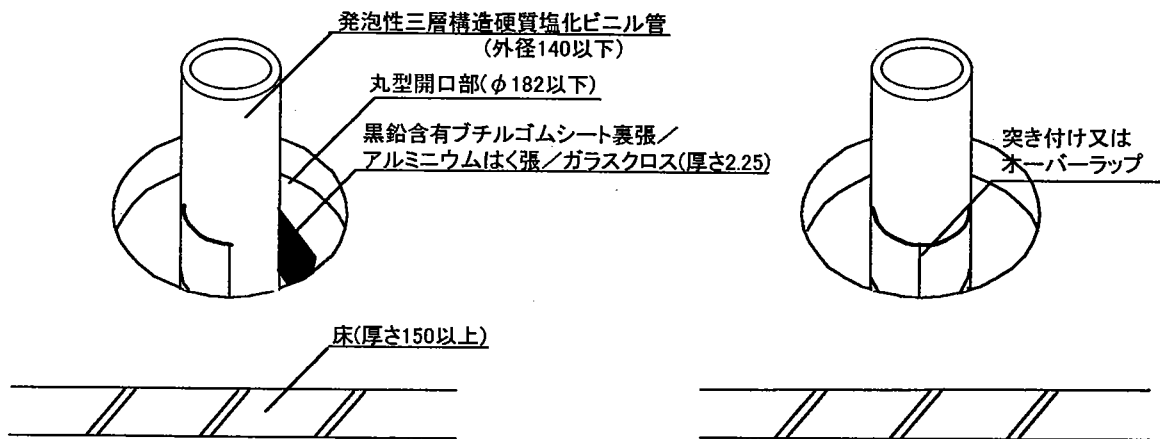 発泡性三層構造硬質塩化ビニル管
(外径140以下)
丸型開口部(φ182以下)
黒鉛含有ブチルゴムシート裏張/
アルミニウムはく張/ガラスクロス(厚さ2.25)
突き付け又は
オーバーラップ
床(厚さ150以上)